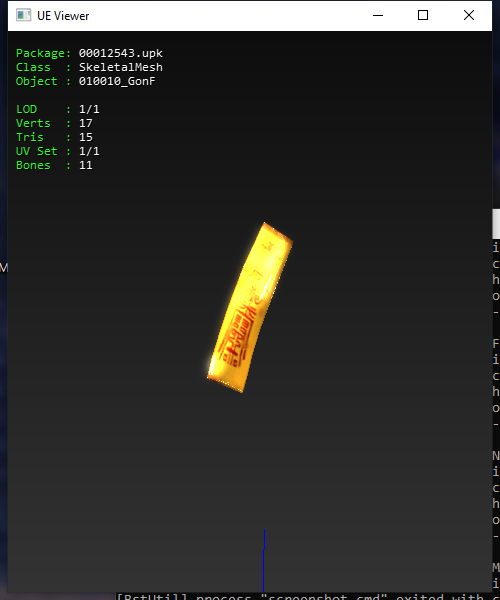 UE Viewer
Package: 00012543.upk
Class : SkeletalMesh
Object : 010010_GonF
LOD : 1/1
Verts : 17
Tris : 15
UV Set : 1/1
Bones : 11
[BstUtil] process "screenshot.cmd" exited with c